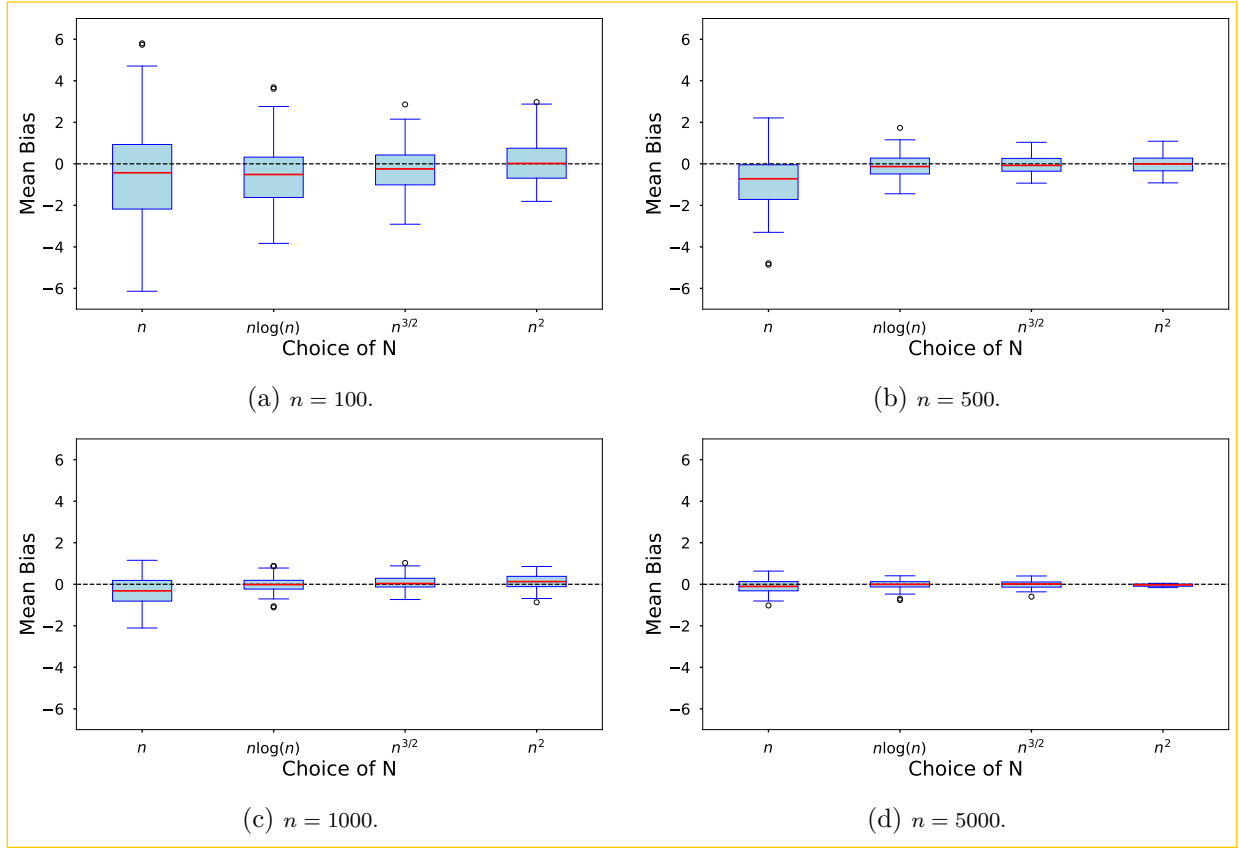 6
4
2
0
−2
−4
−6
Mean Bias
n
nlog(n)
n^{3/2}
n^2
Choice of N
(a) n = 100.
6
4
2
0
−2
−4
−6
Mean Bias
n
nlog(n)
n^{3/2}
n^2
Choice of N
(b) n = 500.
6
4
2
0
−2
−4
−6
Mean Bias
n
nlog(n)
n^{3/2}
n^2
Choice of N
(c) n = 1000.
6
4
2
0
−2
−4
−6
Mean Bias
n
nlog(n)
n^{3/2}
n^2
Choice of N
(d) n = 5000.